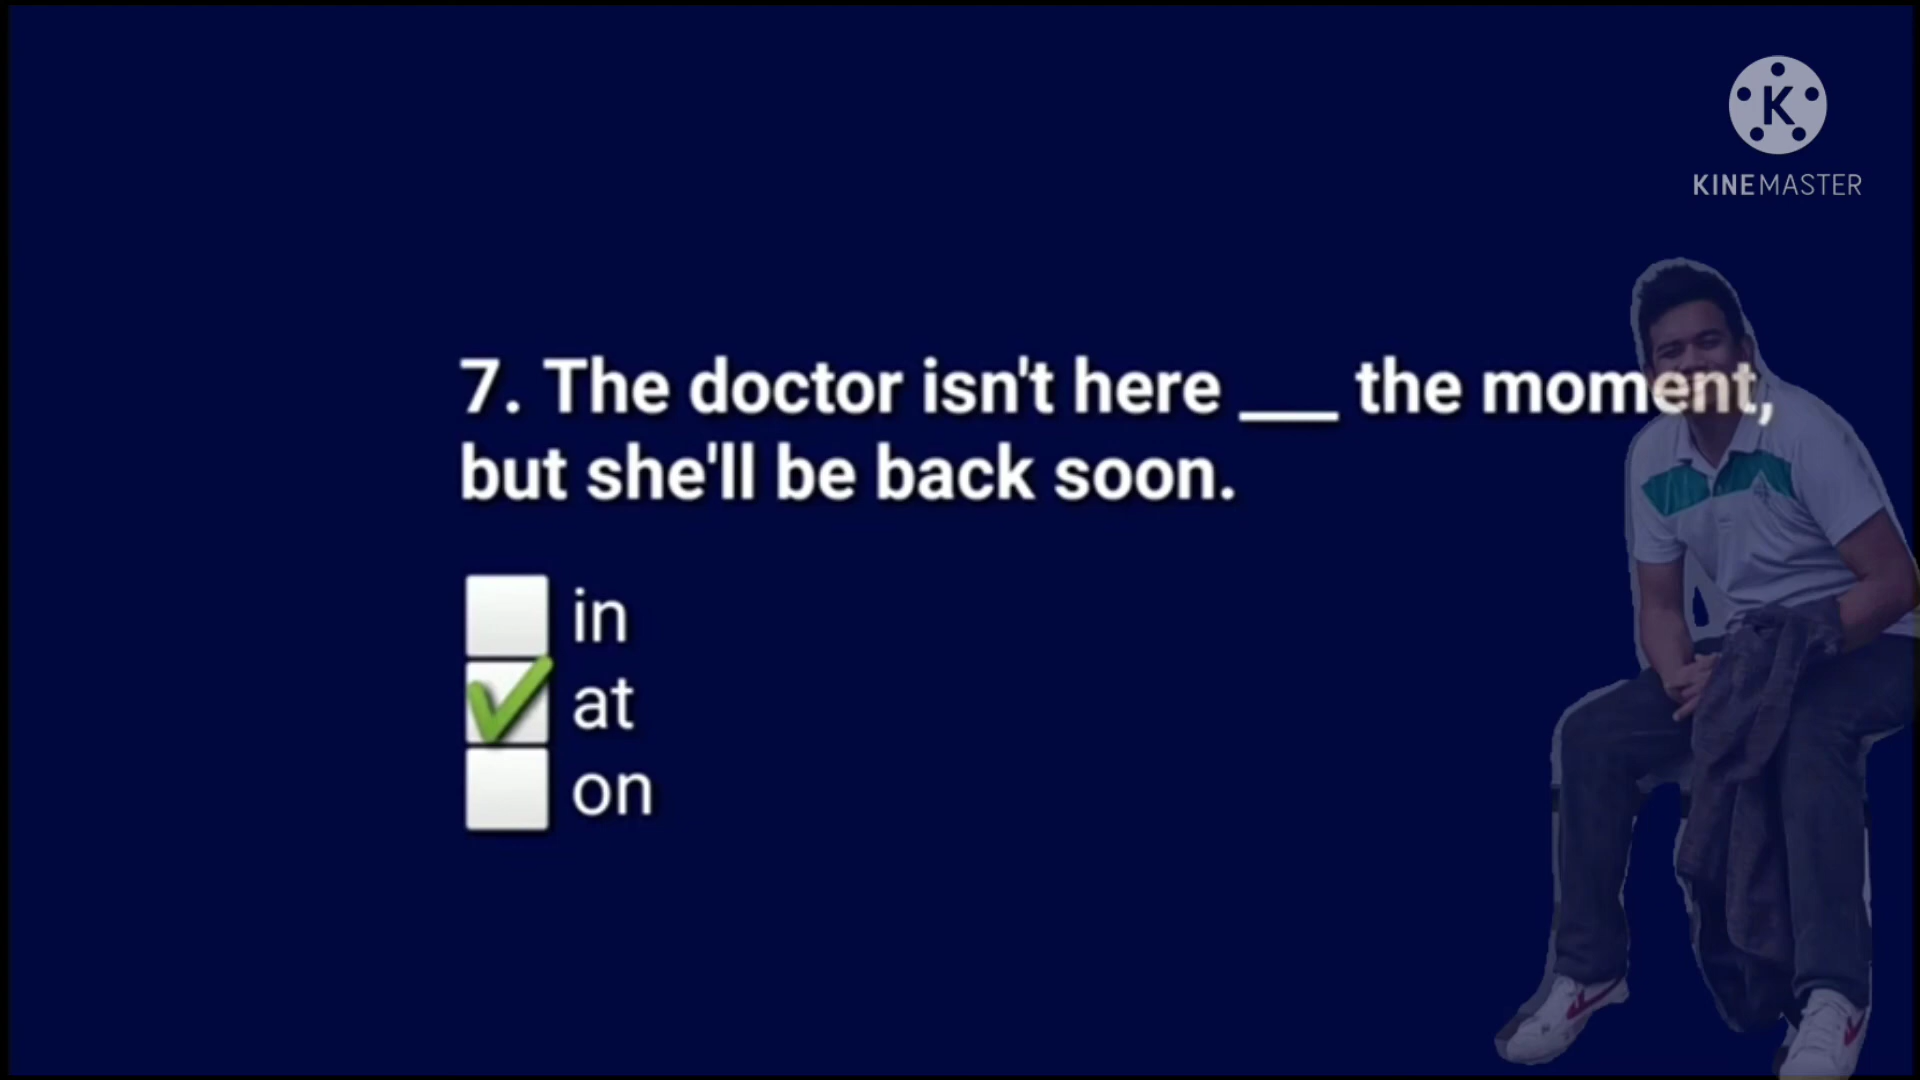 K
KINEMASTER
7. The doctor isn't here ___ the moment,
but she'll be back soon.
in
at
on